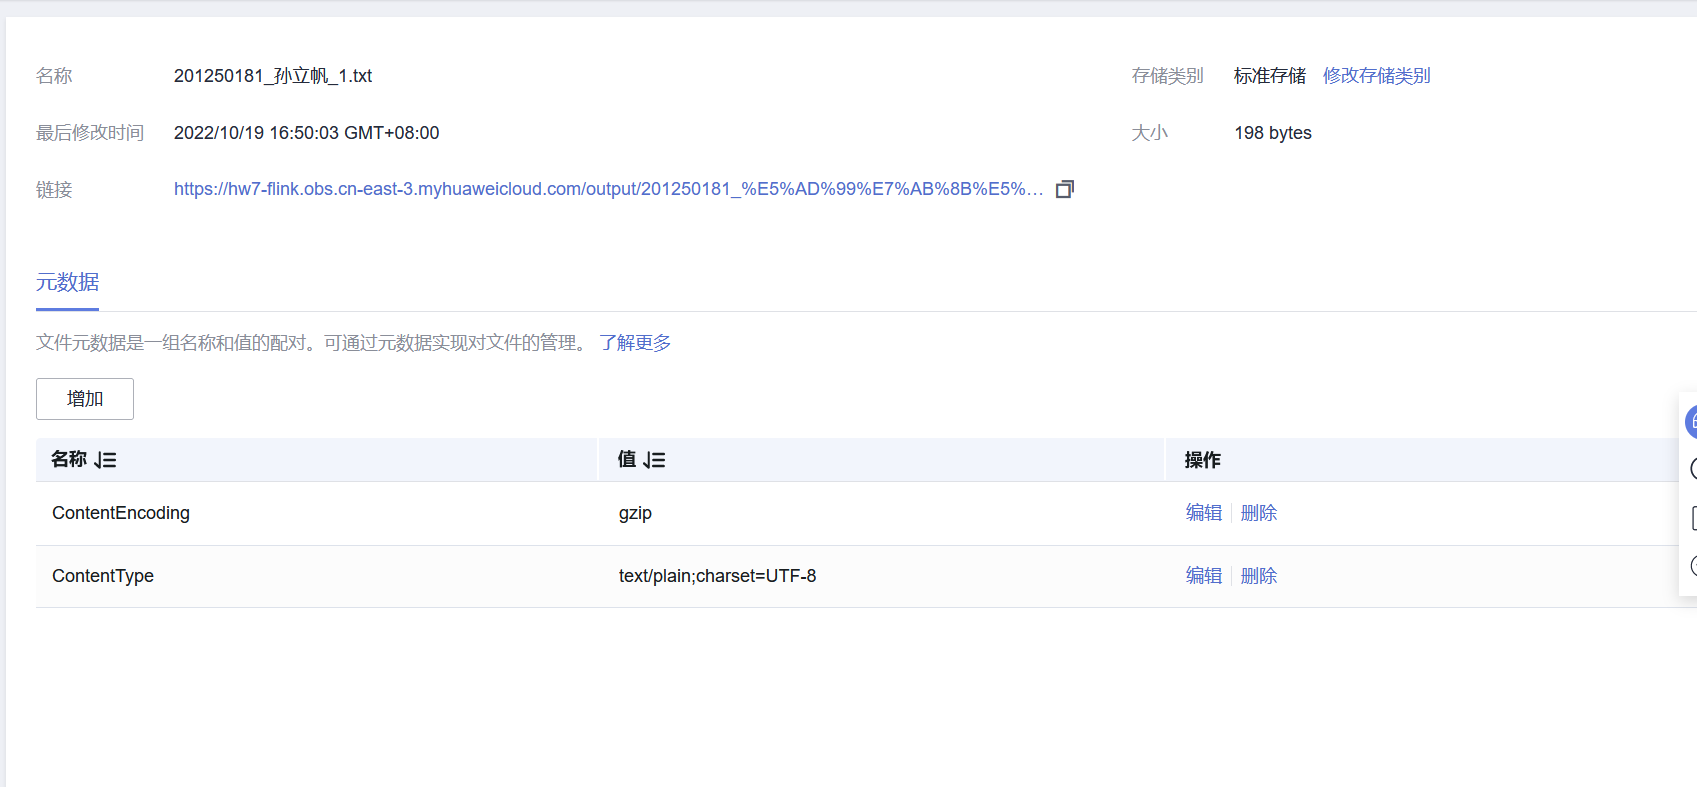 名称 201250181_孙立帆_1.txt 存储类别 标准存储 修改存储类别
最后修改时间 2022/10/19 16:50:03 GMT+08:00 大小 198 bytes
链接 https://hw7-flink.obs.cn-east-3.myhuaweicloud.com/output/201250181_%E5%AD%99%E7%AB%8B%E5%...
元数据
文件元数据是一组名称和值的配对。可通过元数据实现对文件的管理。 了解更多
增加
名称 值 操作
ContentEncoding gzip 编辑 删除
ContentType text/plain;charset=UTF-8 编辑 删除